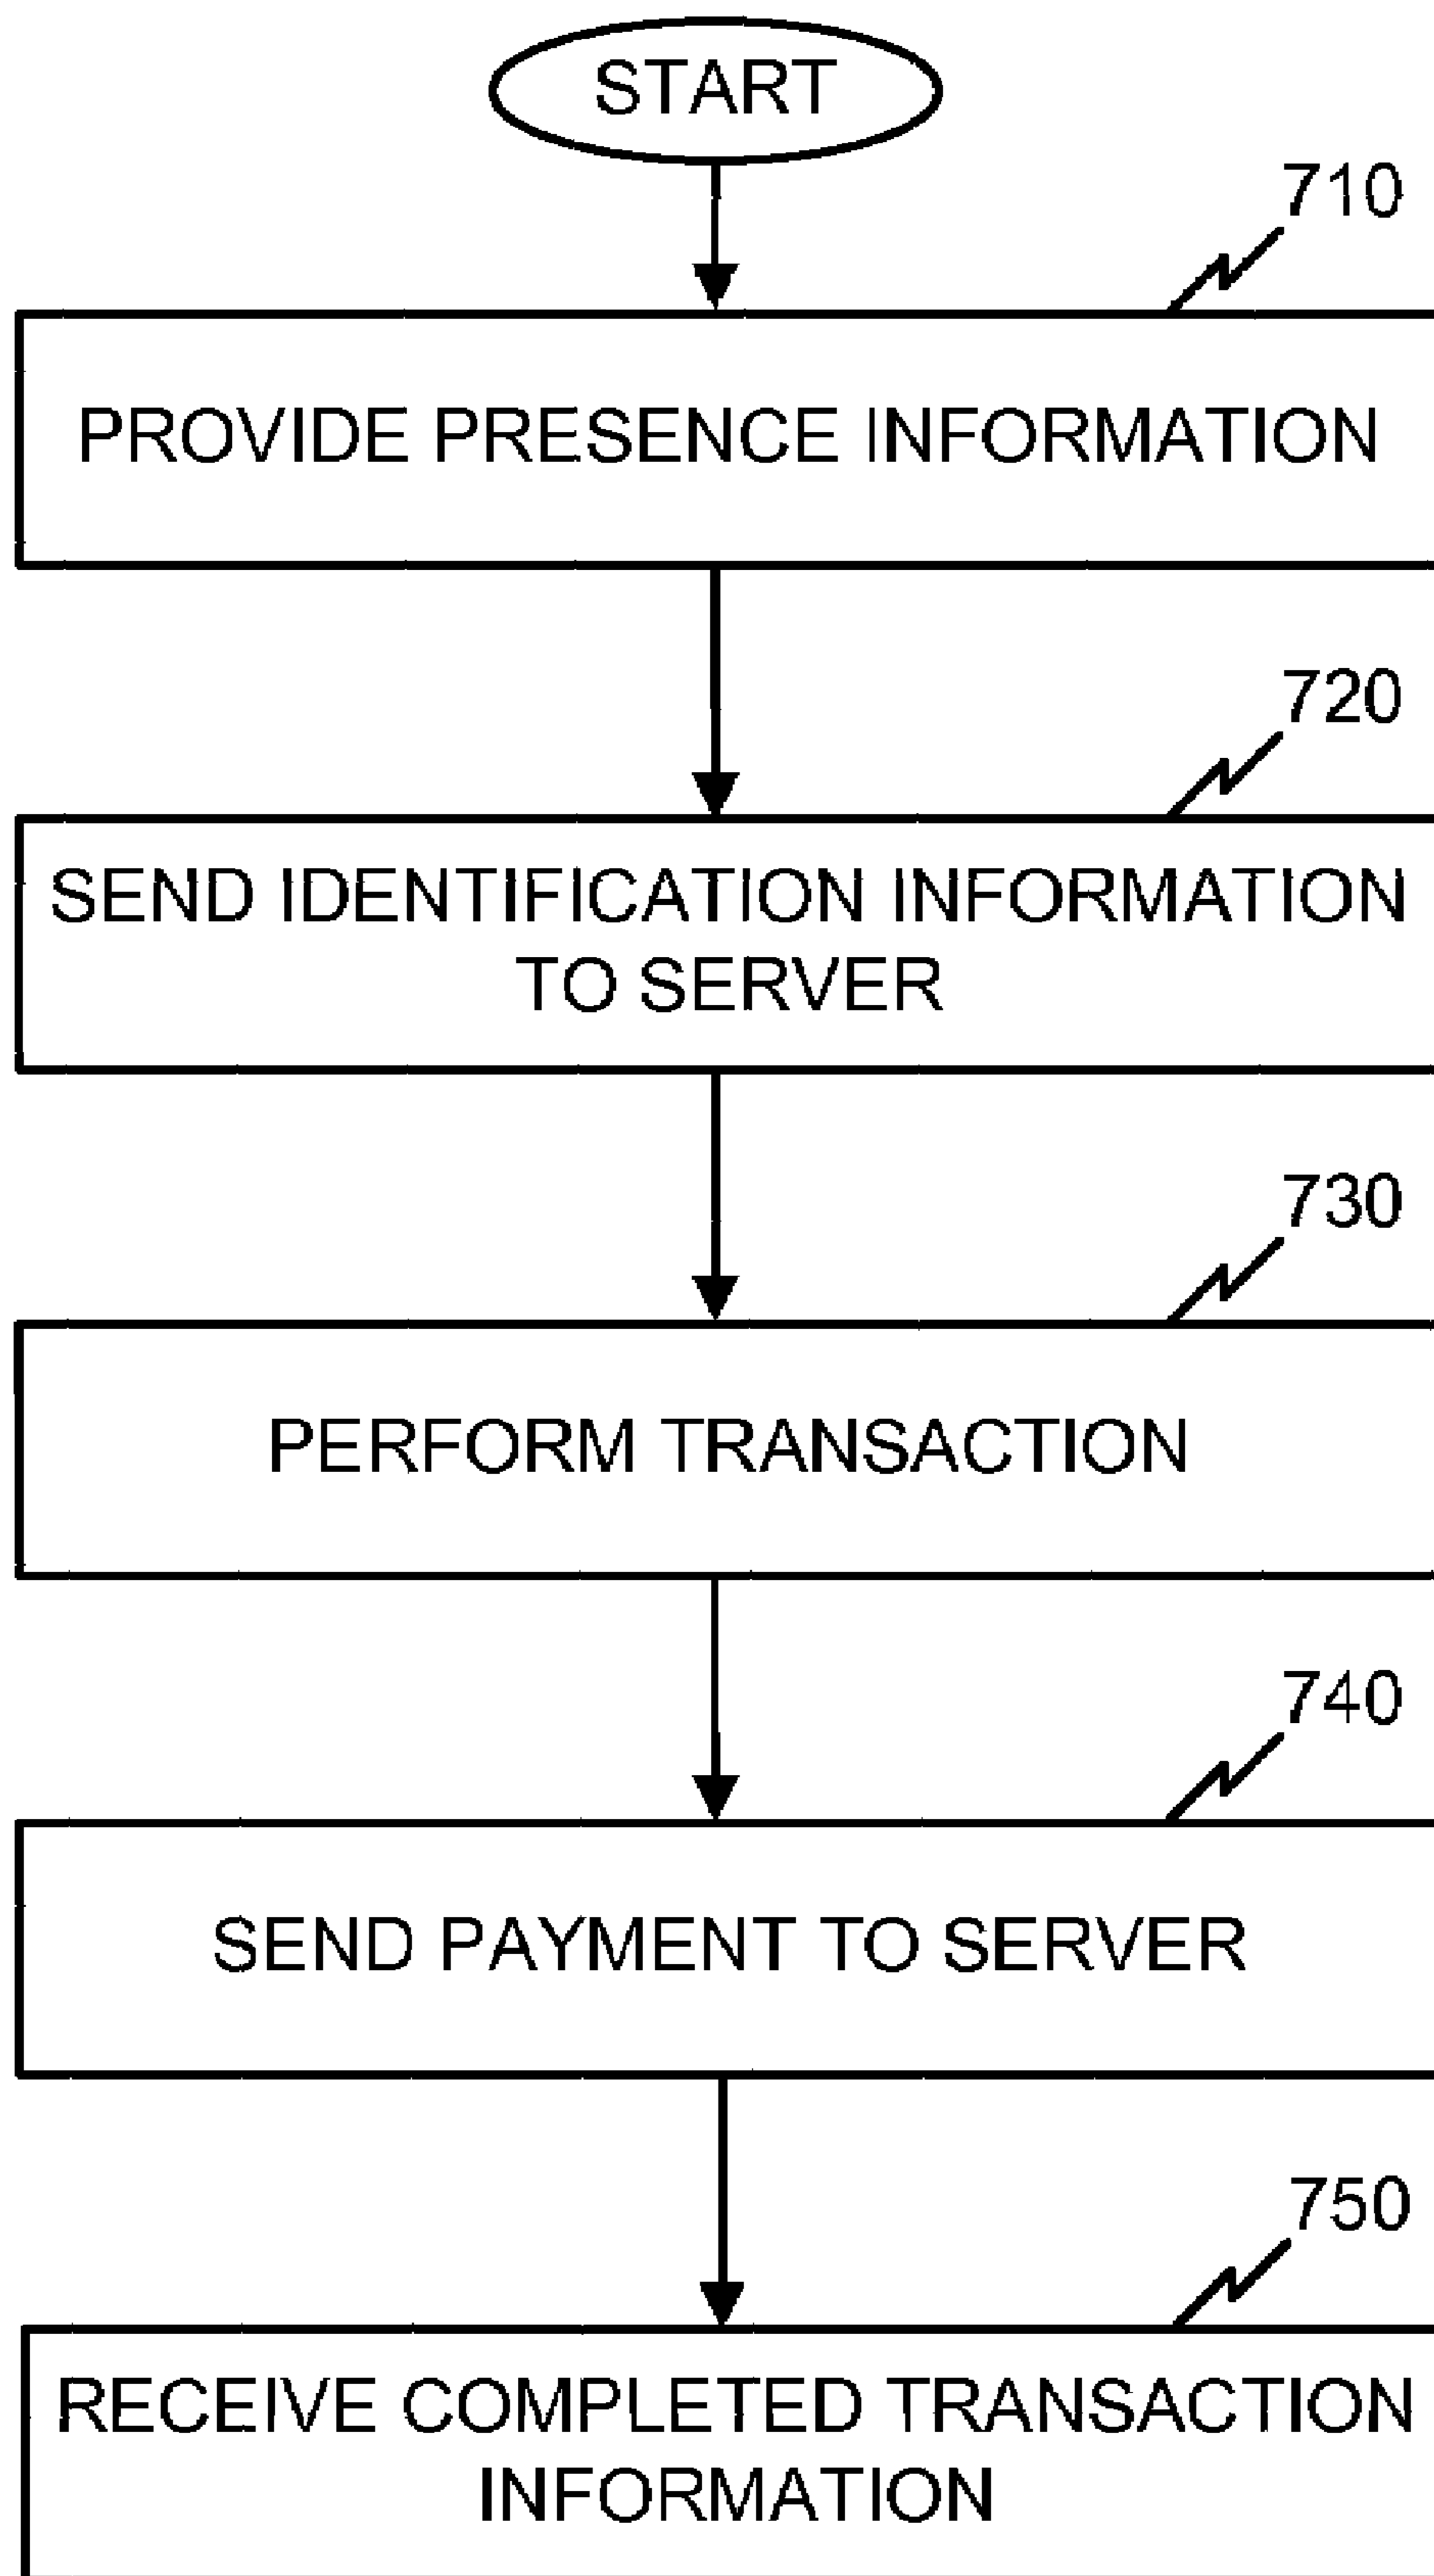 START
710
PROVIDE PRESENCE INFORMATION
720
SEND IDENTIFICATION INFORMATION
TO SERVER
730
PERFORM TRANSACTION
740
SEND PAYMENT TO SERVER
750
RECEIVE COMPLETED TRANSACTION
INFORMATION